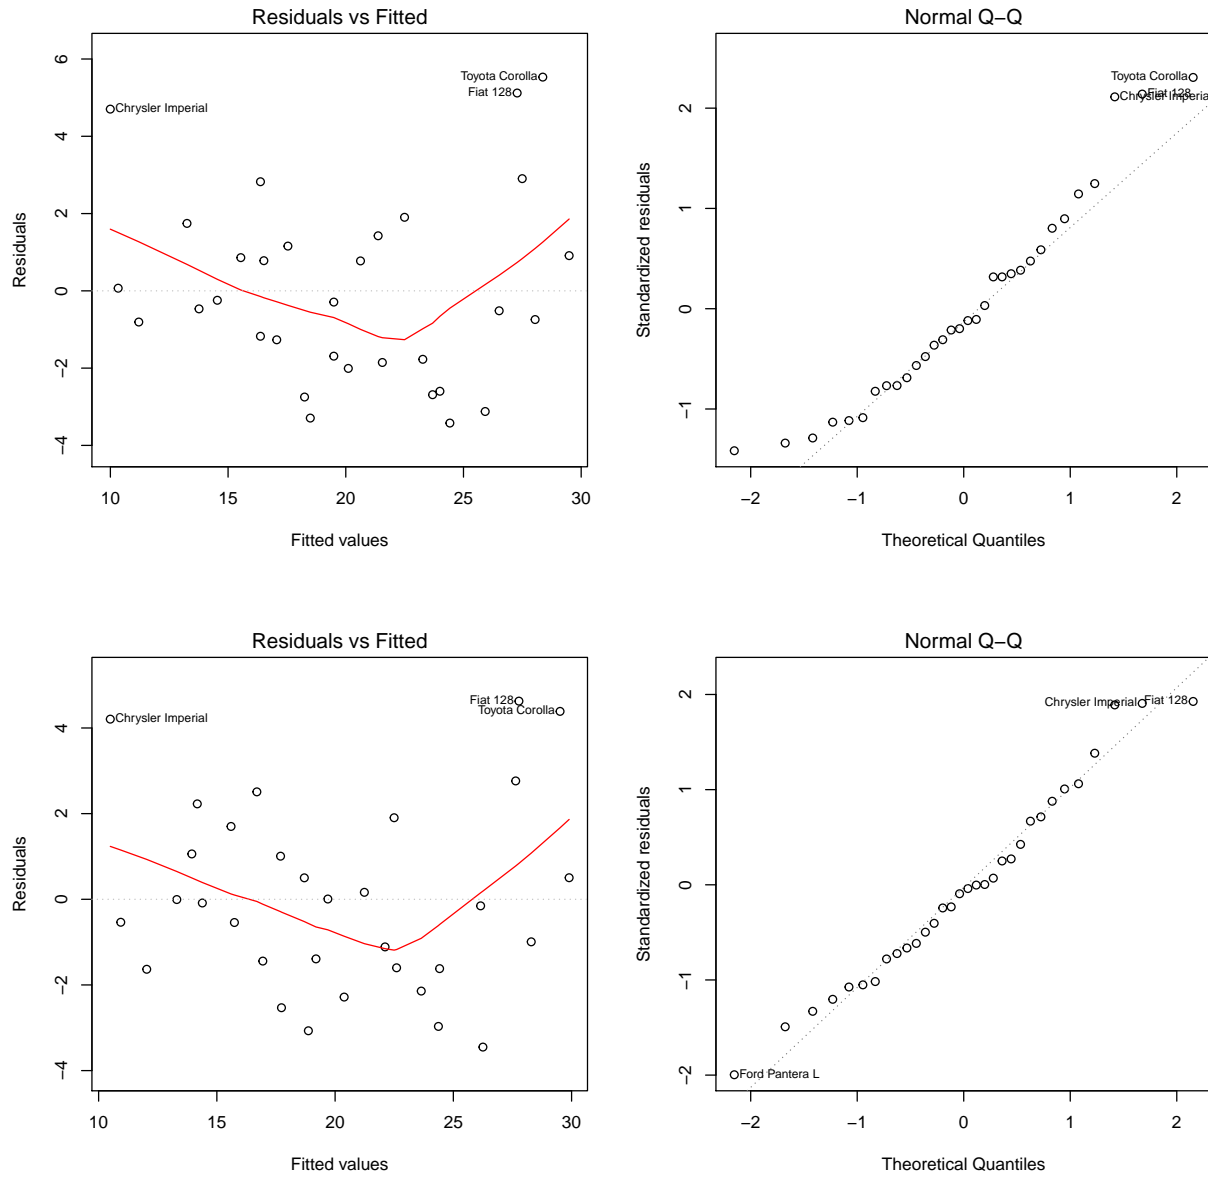 Residuals vs Fitted
Normal Q−Q
Residuals
−4
−2
0
2
4
6
Toyota Corolla
Fiat 128
Chrysler Imperial
10
15
20
25
30
Fitted values
Standardized residuals
−1
0
1
2
Toyota Corolla
Fiat 128
Chrysler Imperia
−2
−1
0
1
2
Theoretical Quantiles
Residuals vs Fitted
Normal Q−Q
Residuals
−4
−2
0
2
4
Fiat 128
Toyota Corolla
Chrysler Imperial
10
15
20
25
30
Fitted values
Standardized residuals
−2
−1
0
1
2
Chrysler Imperial
Fiat 128
Ford Pantera L
−2
−1
0
1
2
Theoretical Quantiles